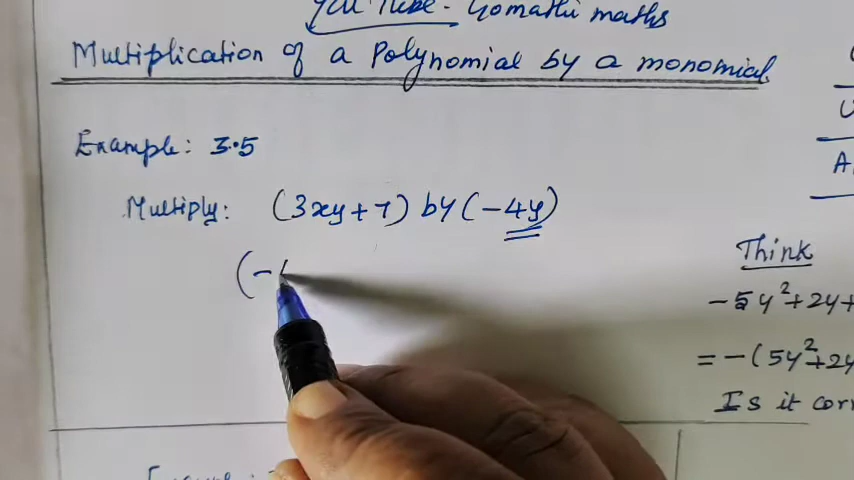 YouTube - Gomathi maths
Multiplication of a Polynomial by a monomial
Example: 3.5
Multiply: (3xy+7) by (-4y)
(-
Think
-5y²+2y+
= -(5y²+2y
Is it cor